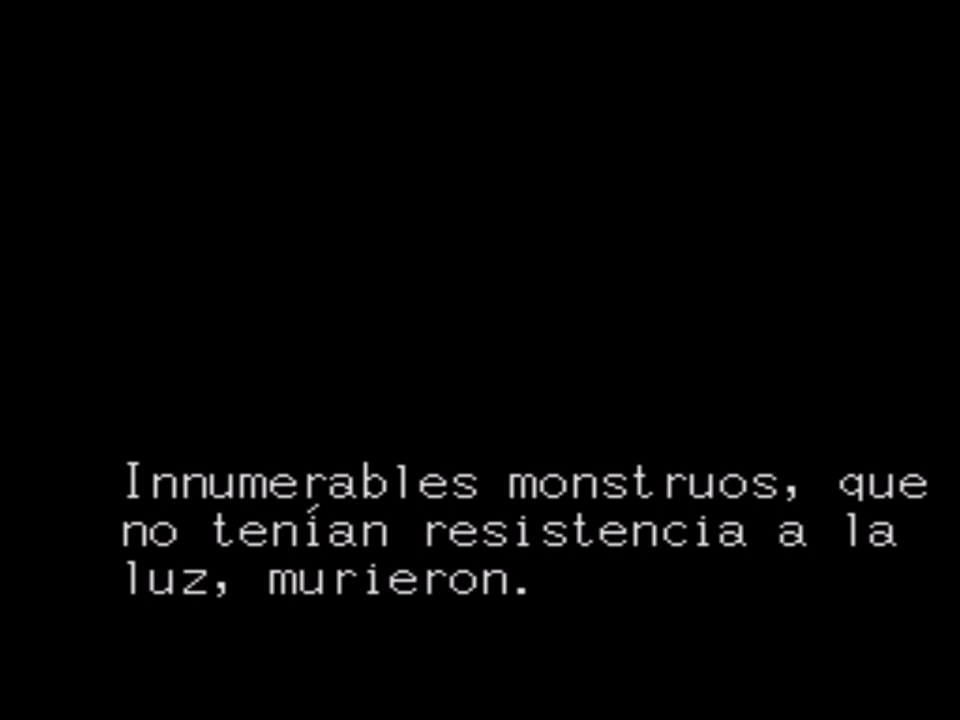 Innumerables monstruos, que
no tenían resistencia a la
luz, murieron.